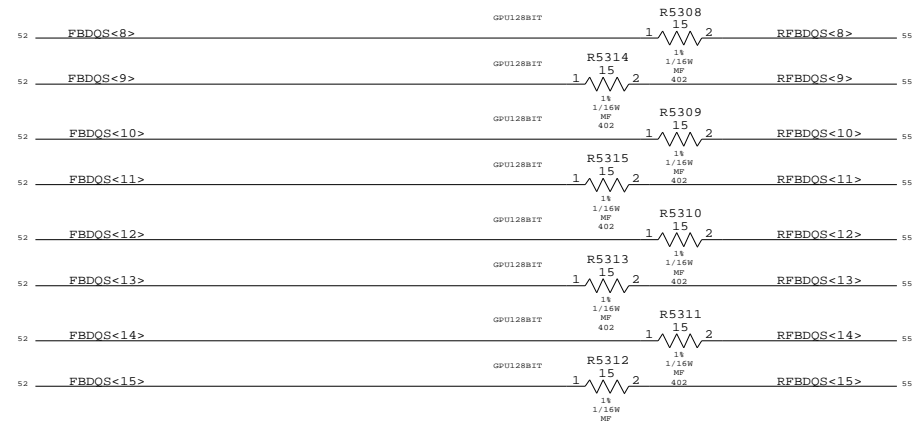 GPU128BIT R5308
15
52 FBDQS<8> 1 2 RFBDQS<8> 55
1%
1/16W
MF
402
GPU128BIT R5314
15
52 FBDQS<9> 1 2 RFBDQS<9> 55
1%
1/16W
MF
402
GPU128BIT R5309
15
52 FBDQS<10> 1 2 RFBDQS<10> 55
1%
1/16W
MF
402
GPU128BIT R5315
15
52 FBDQS<11> 1 2 RFBDQS<11> 55
1%
1/16W
MF
402
GPU128BIT R5310
15
52 FBDQS<12> 1 2 RFBDQS<12> 55
1%
1/16W
MF
402
GPU128BIT R5313
15
52 FBDQS<13> 1 2 RFBDQS<13> 55
1%
1/16W
MF
402
GPU128BIT R5311
15
52 FBDQS<14> 1 2 RFBDQS<14> 55
1%
1/16W
MF
402
GPU128BIT R5312
15
52 FBDQS<15> 1 2 RFBDQS<15> 55
1%
1/16W
MF